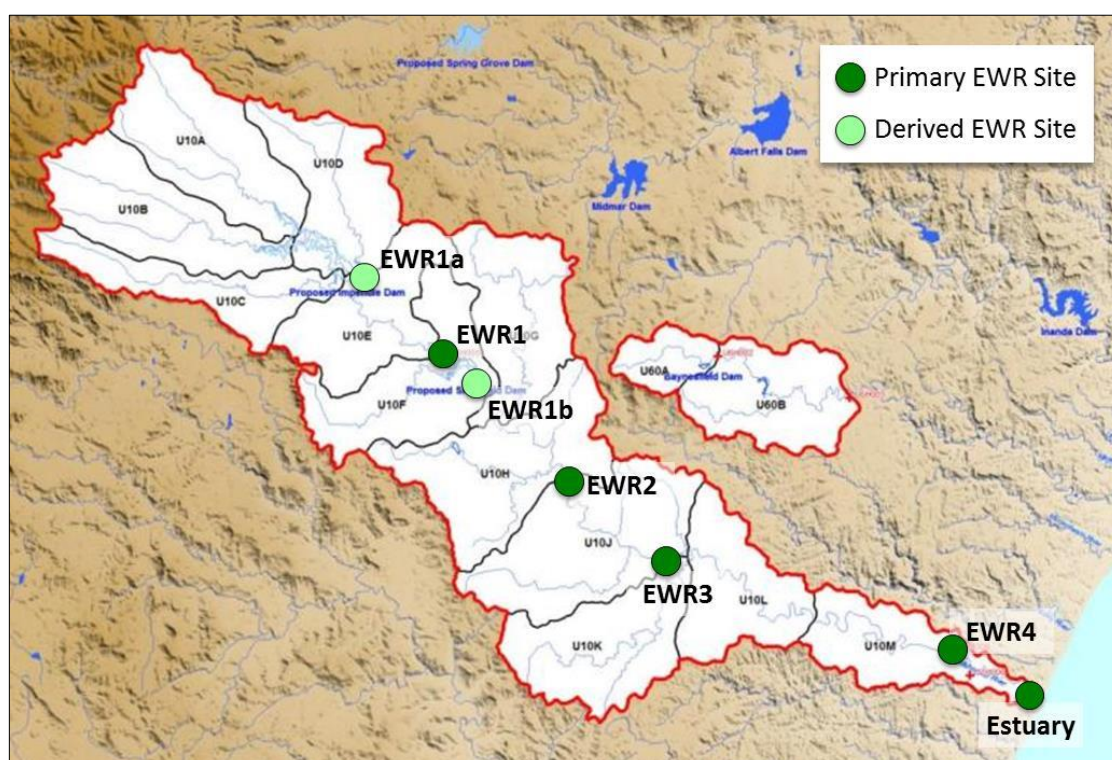 Proposed Spring Grove Dam
Primary EWR Site
Derived EWR Site
U10A
U10D
Albert Falls Dam
U10B
Midmar Dam
EWR1a
Proposed Impendle Dam
U10C
Inanda Dam
U10E
EWR1
U10G
U60A
Baynesfield Dam
U60B
U10F
EWR1b
U10H
EWR2
U10J
EWR3
U10L
EWR4
U10K
U10M
Estuary